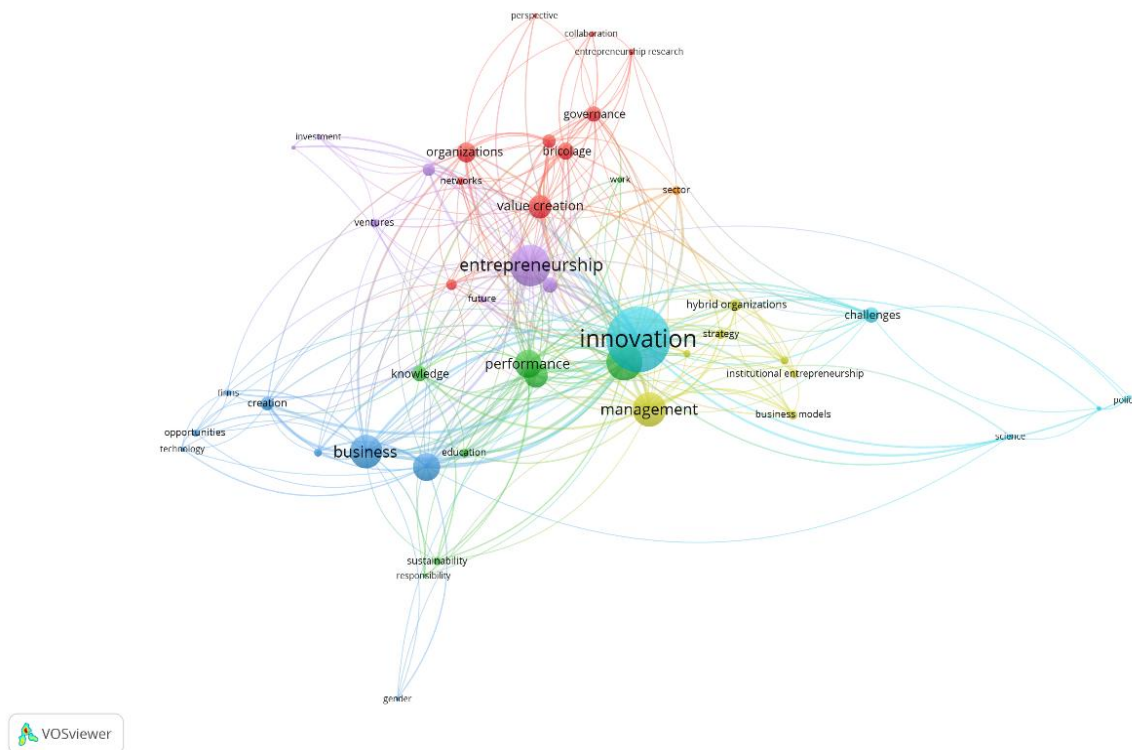 perspective
collaboration
entrepreneurship research
governance
investment
organizations
bricolage
networks
work
sector
value creation
ventures
entrepreneurship
future
hybrid organizations
challenges
strategy
innovation
performance
knowledge
institutional entrepreneurship
firms
creation
management
business models
opportunities
science
technology
business
education
sustainability
responsibility
gender
VOSviewer